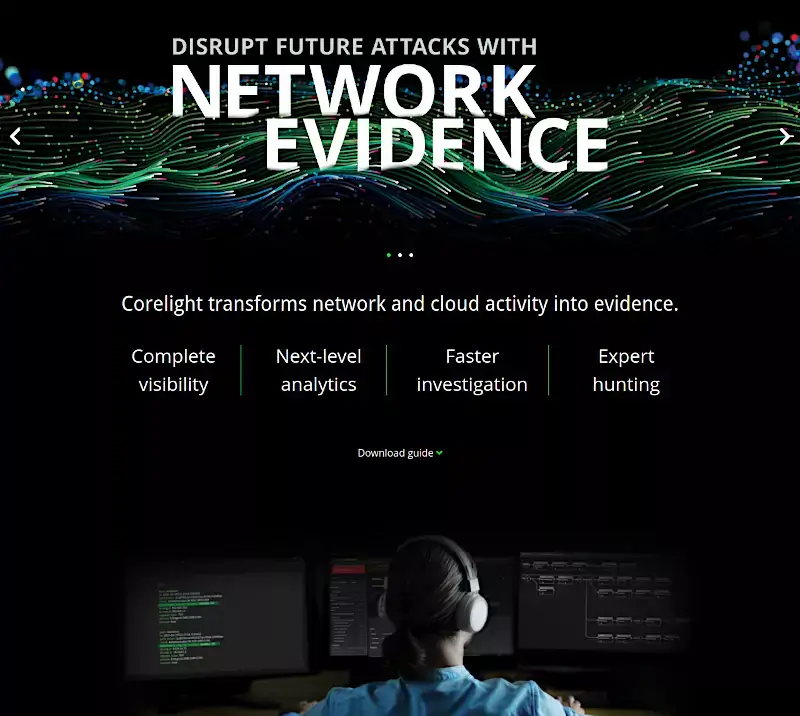 DISRUPT FUTURE ATTACKS WITH
NETWORK
EVIDENCE
Corelight transforms network and cloud activity into evidence.
Complete
visibility
Next-level
analytics
Faster
investigation
Expert
hunting
Download guide